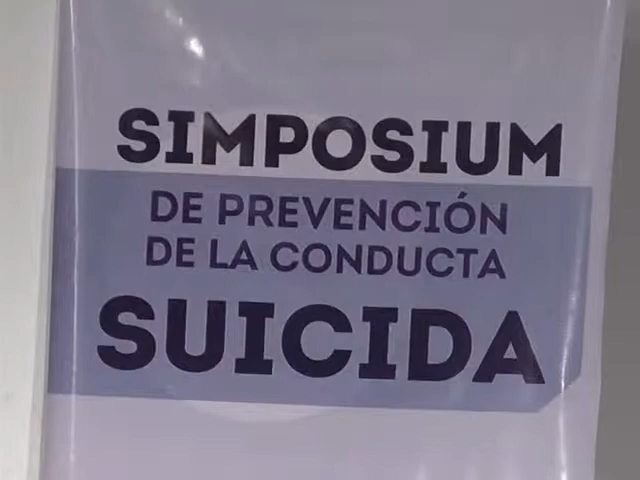 SIMPOSIUM
DE PREVENCIÓN
DE LA CONDUCTA
SUICIDA